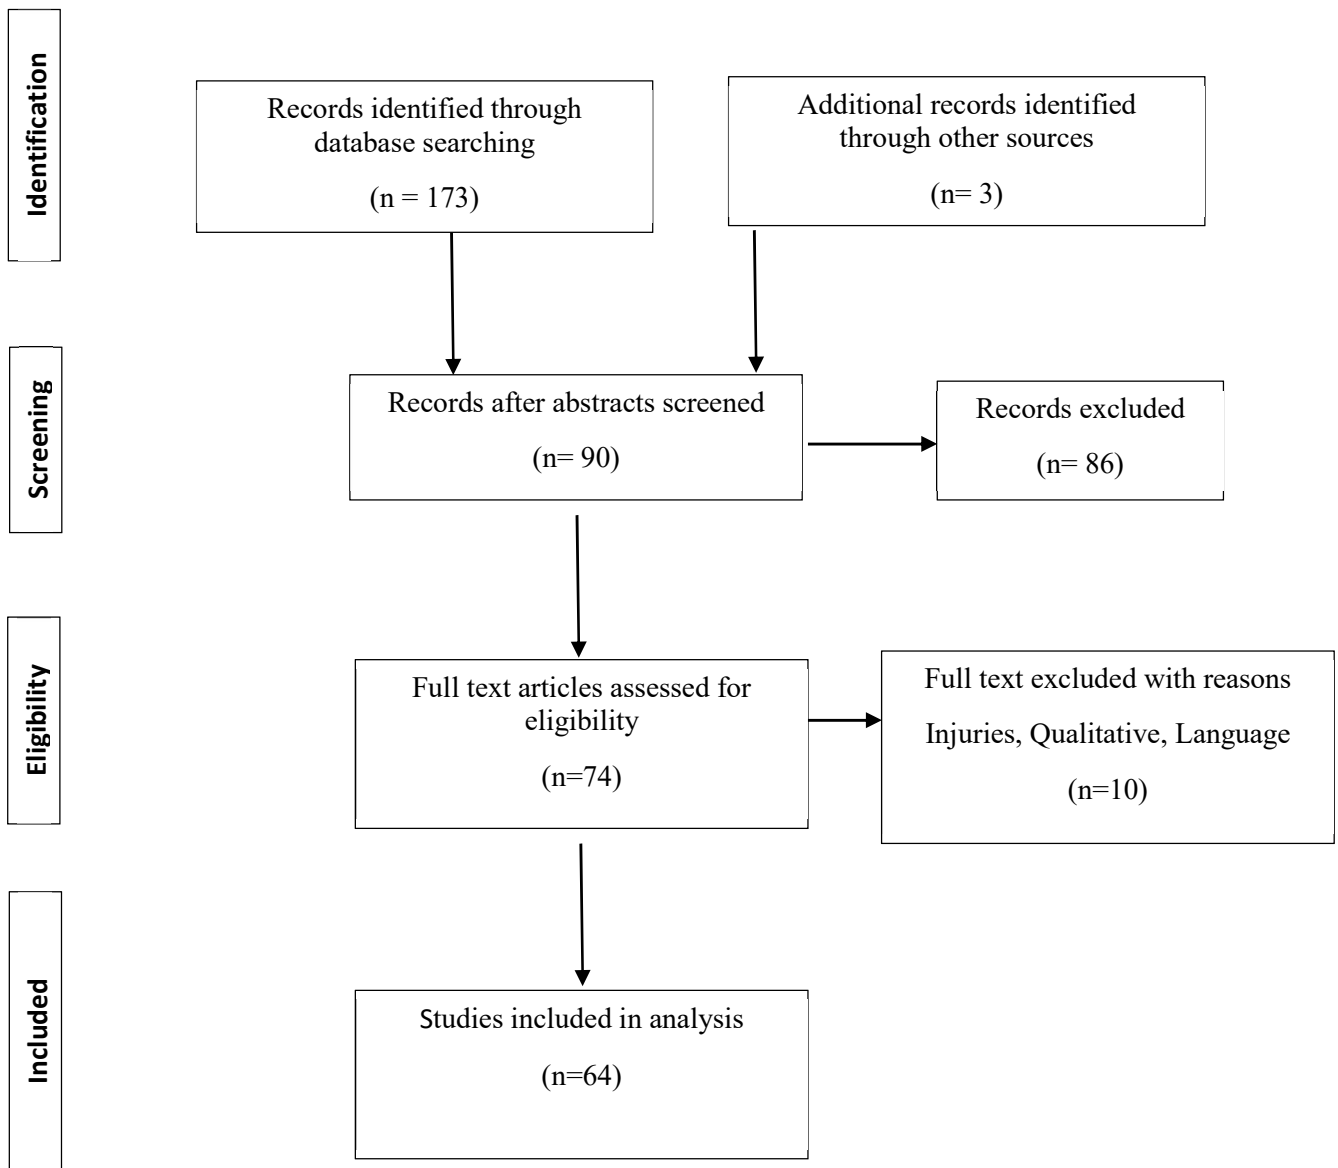 Identification
Records identified through
database searching
(n = 173)
Additional records identified
through other sources
(n= 3)
Screening
Records after abstracts screened
(n= 90)
Records excluded
(n= 86)
Eligibility
Full text articles assessed for
eligibility
(n=74)
Full text excluded with reasons
Injuries, Qualitative, Language
(n=10)
Included
Studies included in analysis
(n=64)